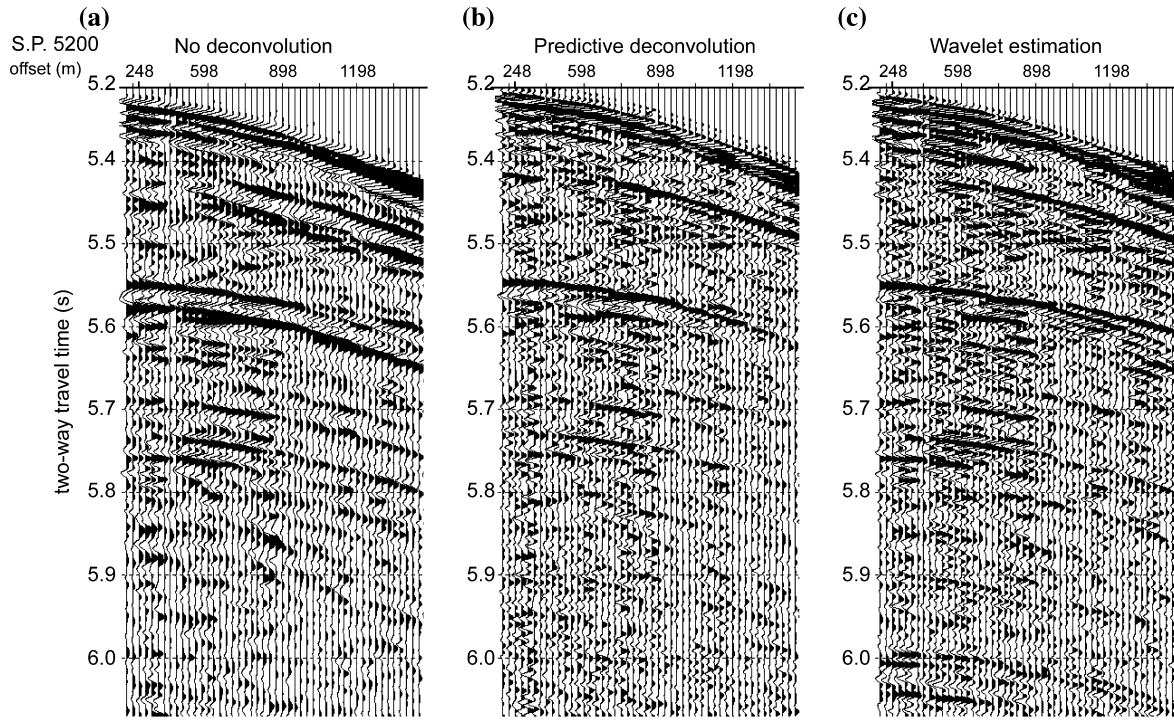 (a) (b) (c)
S.P. 5200 No deconvolution Predictive deconvolution Wavelet estimation
offset (m) 248 598 898 1198 248 598 898 1198 248 598 898 1198
5.2 5.2 5.2
5.4 5.4 5.4
5.5 5.5 5.5
two-way travel time (s)
5.6 5.6 5.6
5.7 5.7 5.7
5.8 5.8 5.8
5.9 5.9 5.9
6.0 6.0 6.0